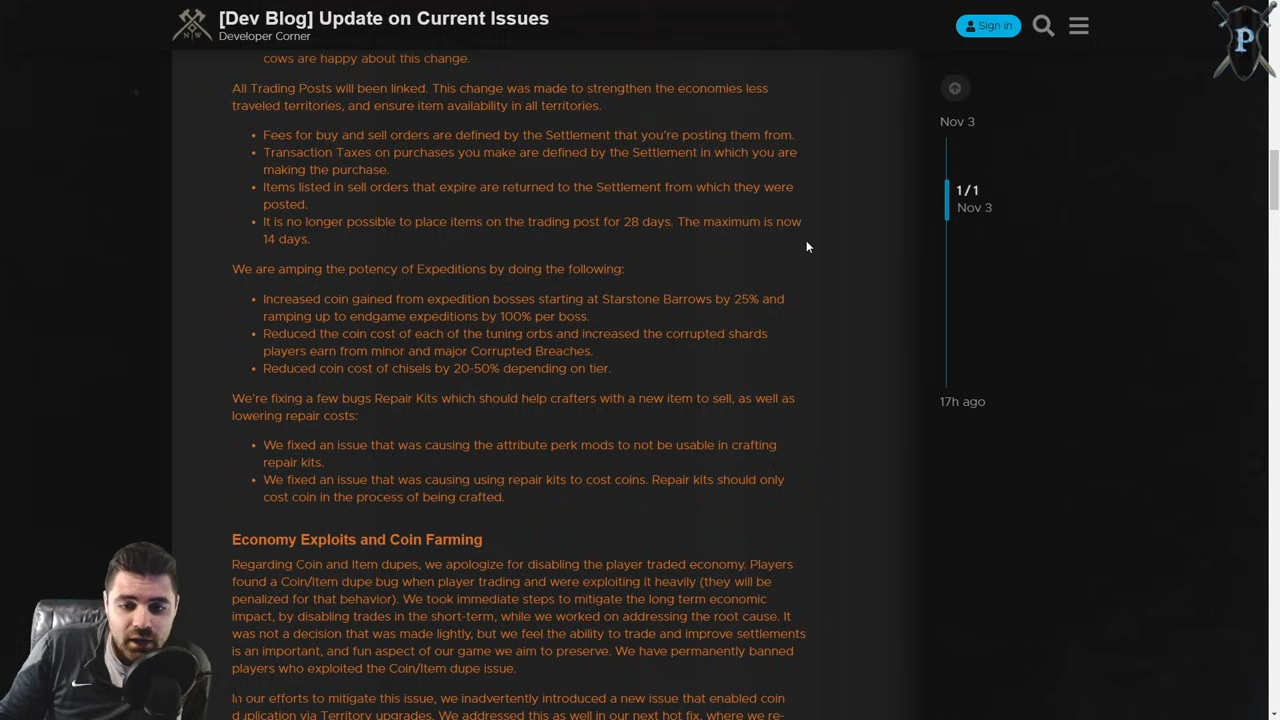 [Dev Blog] Update on Current Issues
Developer Corner
N W
Sign in
P
cows are happy about this change.
All Trading Posts will been linked. This change was made to strengthen the economies less
traveled territories, and ensure item availability in all territories.
• Fees for buy and sell orders are defined by the Settlement that you're posting them from.
• Transaction Taxes on purchases you make are defined by the Settlement in which you are
making the purchase.
• Items listed in sell orders that expire are returned to the Settlement from which they were
posted.
• It is no longer possible to place items on the trading post for 28 days. The maximum is now
14 days.
We are amping the potency of Expeditions by doing the following:
• Increased coin gained from expedition bosses starting at Starstone Barrows by 25% and
ramping up to endgame expeditions by 100% per boss.
• Reduced the coin cost of each of the tuning orbs and increased the corrupted shards
players earn from minor and major Corrupted Breaches.
• Reduced coin cost of chisels by 20-50% depending on tier.
We're fixing a few bugs Repair Kits which should help crafters with a new item to sell, as well as
lowering repair costs:
• We fixed an issue that was causing the attribute perk mods to not be usable in crafting
repair kits.
• We fixed an issue that was causing using repair kits to cost coins. Repair kits should only
cost coin in the process of being crafted.
Economy Exploits and Coin Farming
Regarding Coin and Item dupes, we apologize for disabling the player traded economy. Players
found a Coin/Item dupe bug when player trading and were exploiting it heavily (they will be
penalized for that behavior). We took immediate steps to mitigate the long term economic
impact, by disabling trades in the short-term, while we worked on addressing the root cause. It
was not a decision that was made lightly, but we feel the ability to trade and improve settlements
is an important, and fun aspect of our game we aim to preserve. We have permanently banned
players who exploited the Coin/Item dupe issue.
In our efforts to mitigate this issue, we inadvertently introduced a new issue that enabled coin
duplication via Territory upgrades. We addressed this as well in our next hot fix, where we re-
Nov 3
1 / 1
Nov 3
17h ago